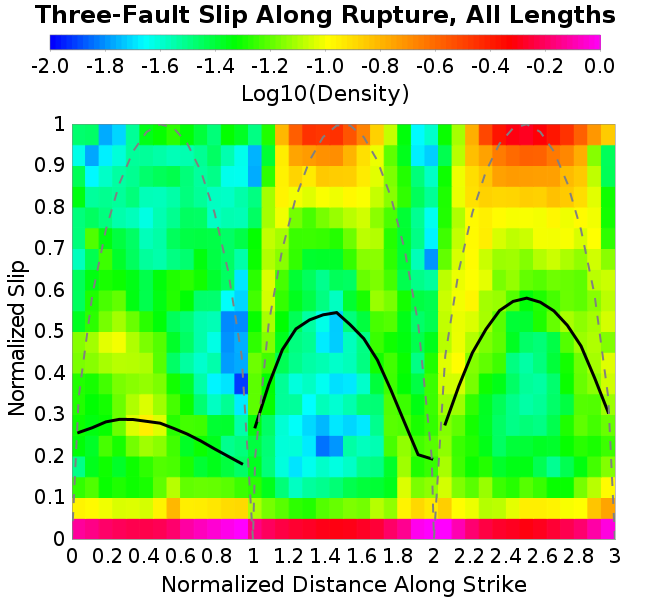 Three-Fault Slip Along Rupture, All Lengths
-2.0 -1.8 -1.6 -1.4 -1.2 -1.0 -0.8 -0.6 -0.4 -0.2 0.0
Log10(Density)
1
0.9
0.8
0.7
0.6
0.5
0.4
0.3
0.2
0.1
0
Normalized Slip
0 0.2 0.4 0.6 0.8 1 1.2 1.4 1.6 1.8 2 2.2 2.4 2.6 2.8 3
Normalized Distance Along Strike